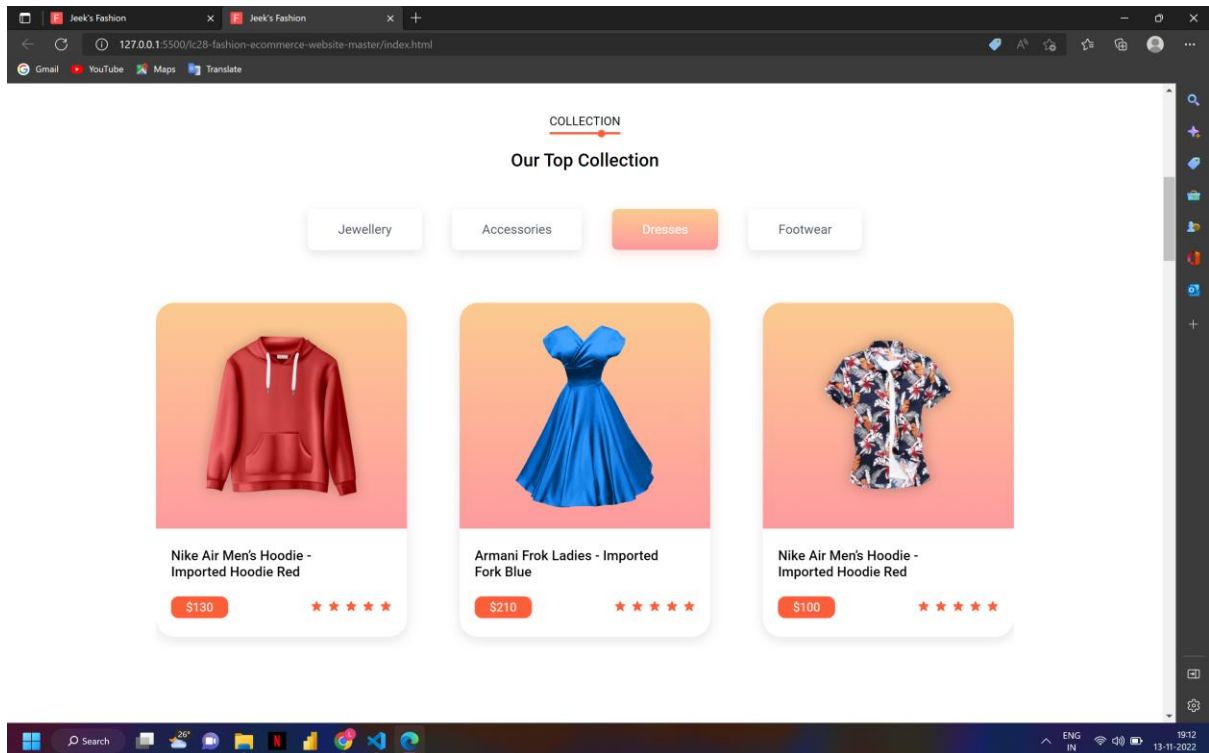 Jeek's Fashion
Jeek's Fashion
127.0.0.1:5500/lc28-fashion-ecommerce-website-master/index.html
Gmail YouTube Maps Translate
COLLECTION
Our Top Collection
Jewellery Accessories Dresses Footwear
Nike Air Men's Hoodie -
Imported Hoodie Red
$130
Armani Frok Ladies - Imported
Fork Blue
$210
Nike Air Men's Hoodie -
Imported Hoodie Red
$100
Search
26°
ENG
IN
19:12
13-11-2022